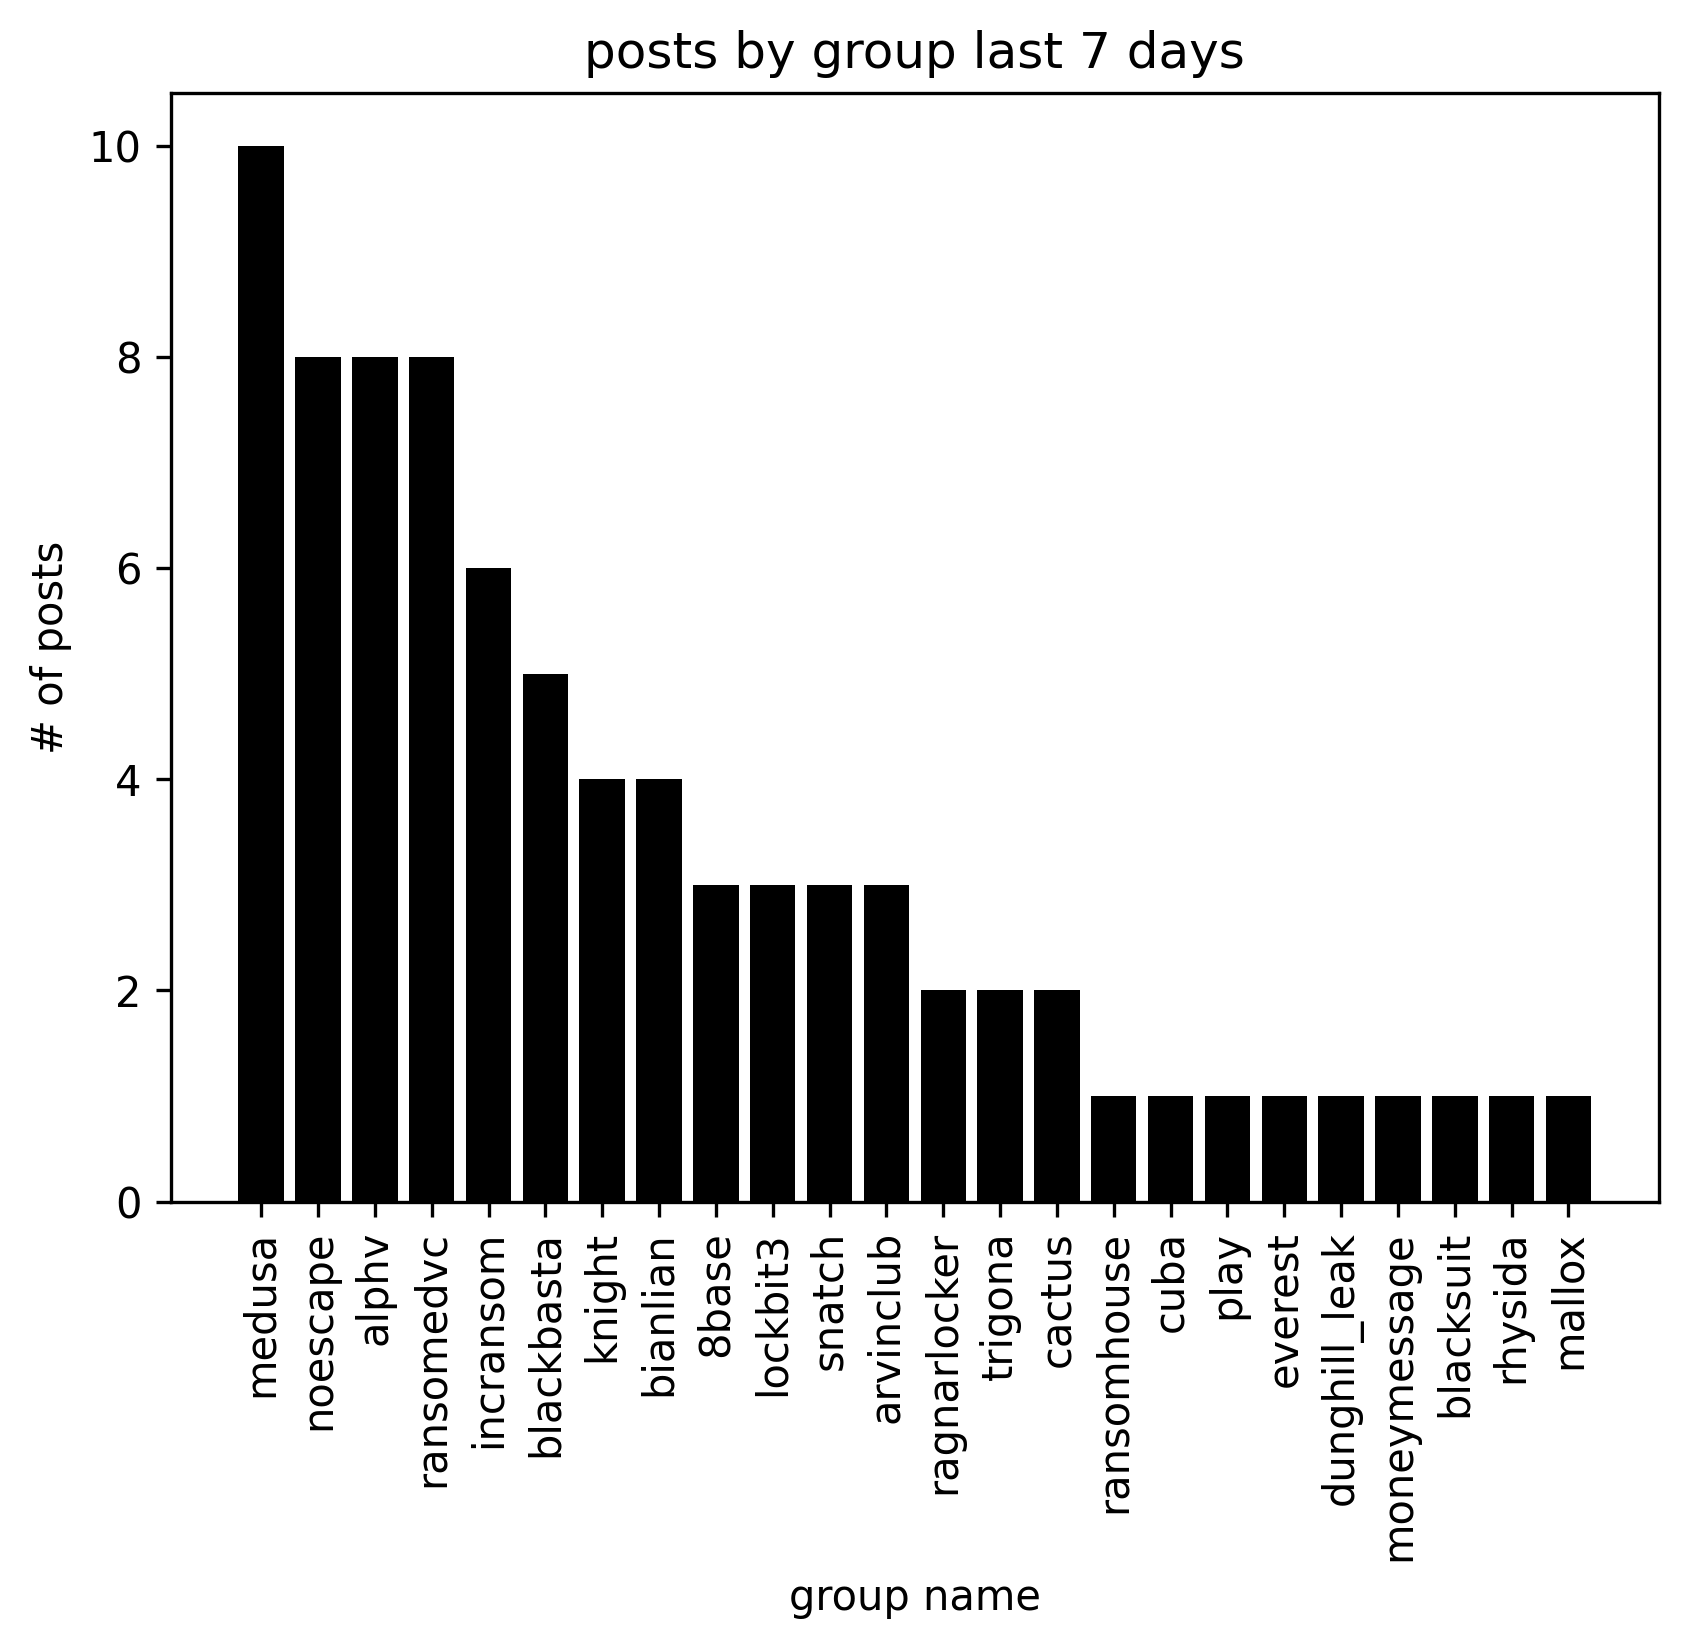 posts by group last 7 days
# of posts
10
8
6
4
2
0
medusa
noescape
alphv
ransomedvc
incransom
blackbasta
knight
bianlian
8base
lockbit3
snatch
arvinclub
ragnarlocker
trigona
cactus
ransomhouse
cuba
play
everest
dunghill_leak
moneymessage
blacksuit
rhysida
mallox
group name